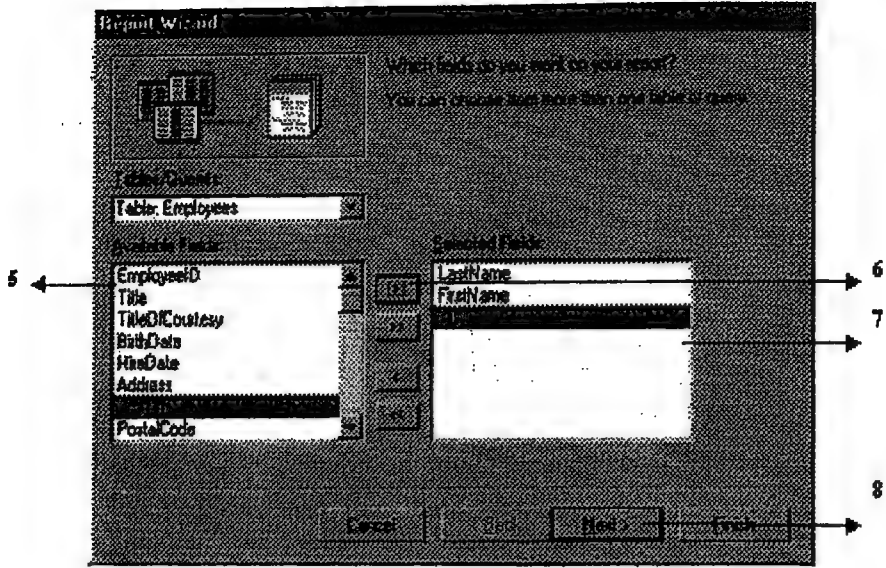 Report Wizard
Which fields do you want on your report?
You can choose from more than one table or query.
Tables/Queries
Table: Employees
Available Fields:
Selected Fields:
5
EmployeeID
Title
TitleOfCourtesy
BirthDate
HireDate
Address
PostalCode
>
>>
<
<<
LastName
FirstName
6
7
8
Cancel
Back
Next >
Finish